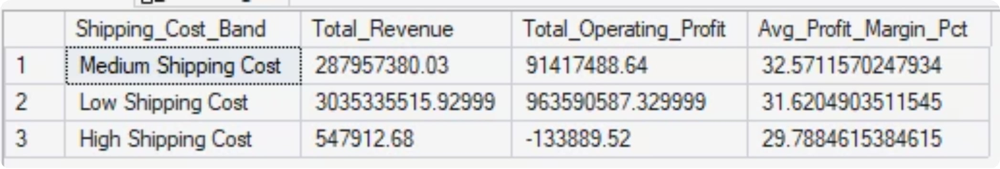 Shipping_Cost_Band Total_Revenue Total_Operating_Profit Avg_Profit_Margin_Pct
1 Medium Shipping Cost 287957380.03 91417488.64 32.5711570247934
2 Low Shipping Cost 3035335515.92999 963590587.329999 31.6204903511545
3 High Shipping Cost 547912.68 -133889.52 29.7884615384615